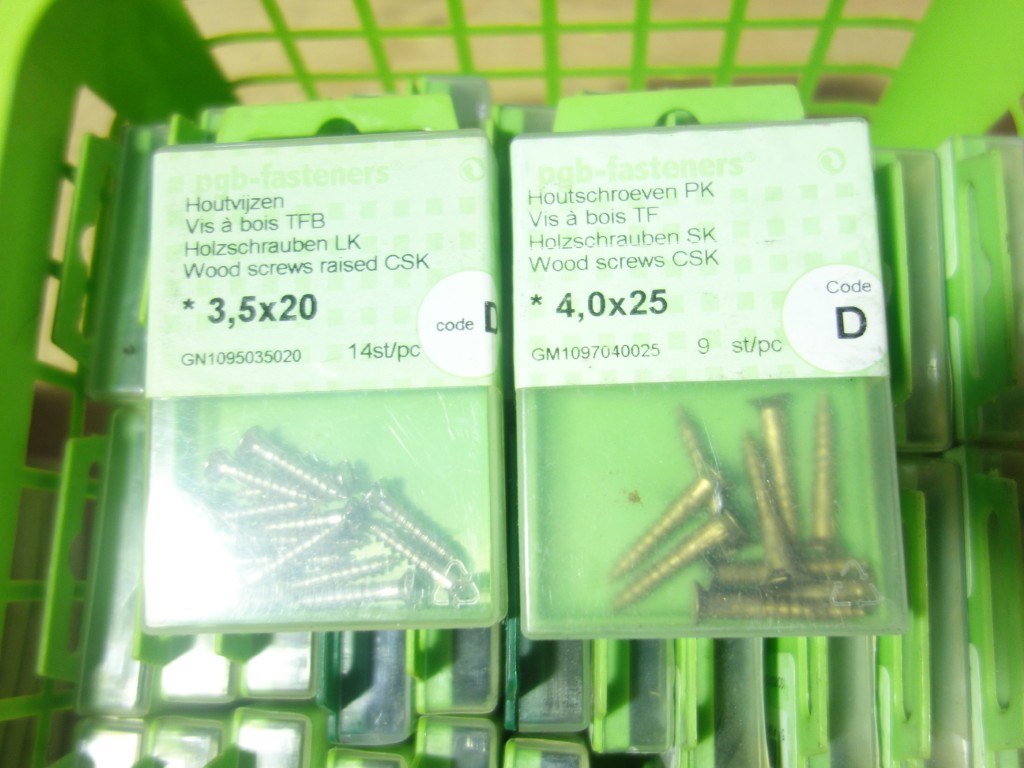 pgb-fasteners®
Houtvijzen
Vis à bois TFB
Holzschrauben LK
Wood screws raised CSK
* 3,5x20
code D
GN1095035020 14st/pc
pgb-fasteners®
Houtschroeven PK
Vis à bois TF
Holzschrauben SK
Wood screws CSK
* 4,0x25
Code
D
GM1097040025 9 st/pc